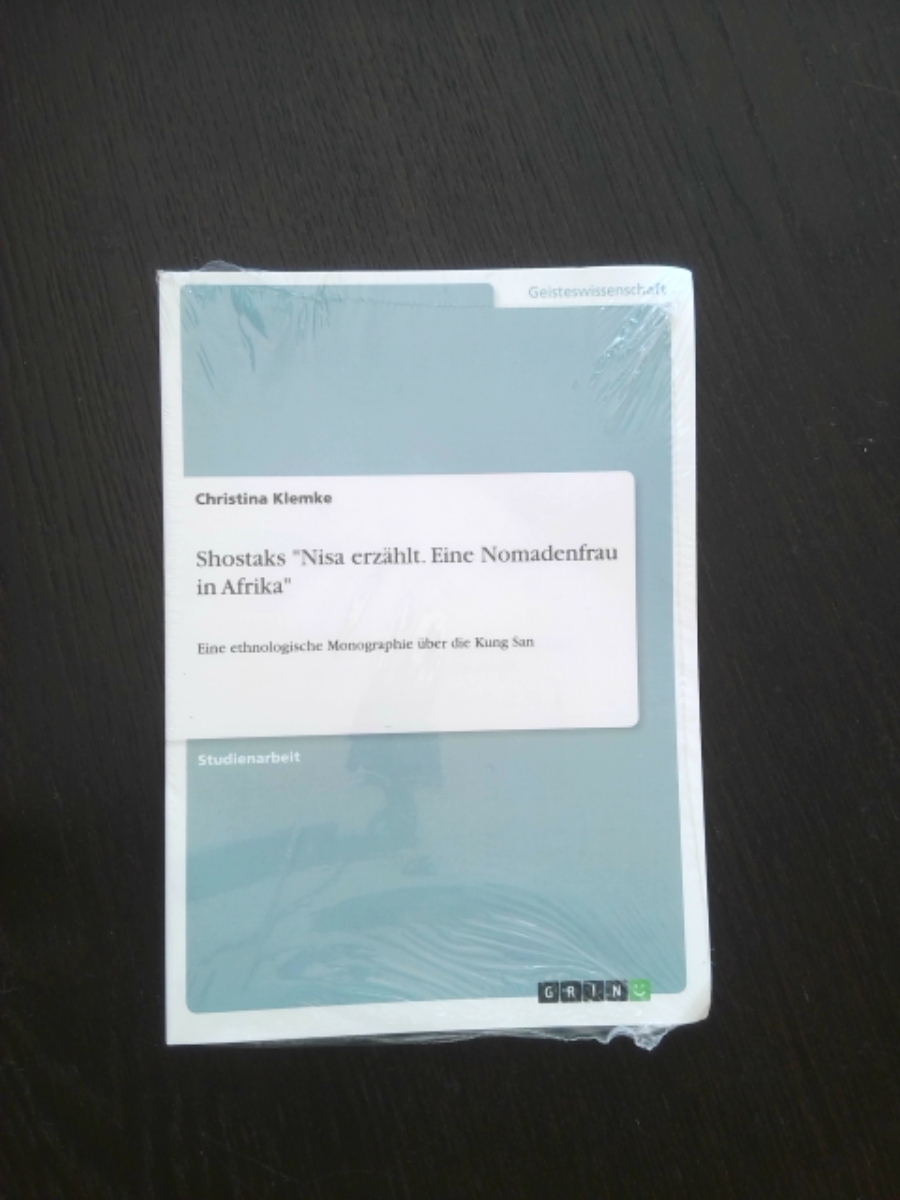 Geisteswissenschaft
Christina Klemke
Shostaks "Nisa erzählt. Eine Nomadenfrau
in Afrika"
Eine ethnologische Monographie über die Kung San
Studienarbeit
GRIN